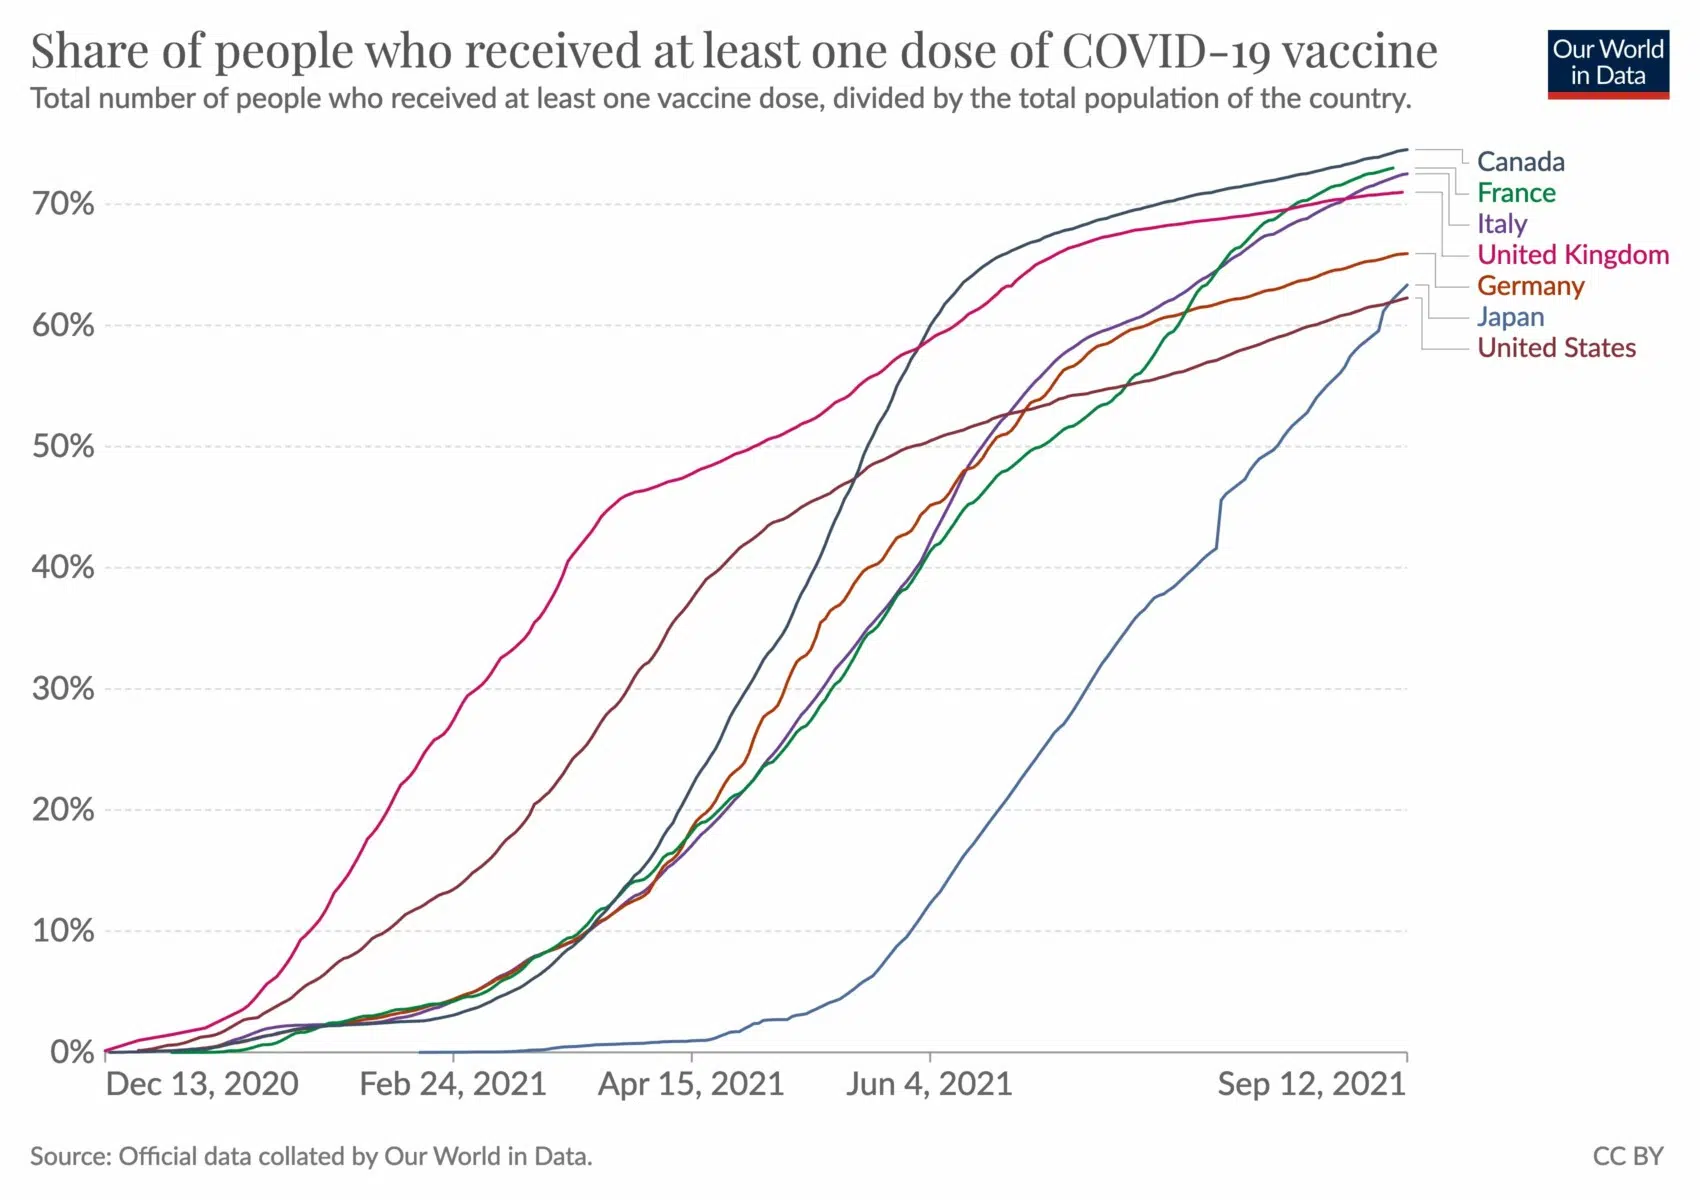 Share of people who received at least one dose of COVID-19 vaccine
Our World
in Data
Total number of people who received at least one vaccine dose, divided by the total population of the country.
70%
60%
50%
40%
30%
20%
10%
0%
Canada
France
Italy
United Kingdom
Germany
Japan
United States
Dec 13, 2020
Feb 24, 2021
Apr 15, 2021
Jun 4, 2021
Sep 12, 2021
Source: Official data collated by Our World in Data.
CC BY